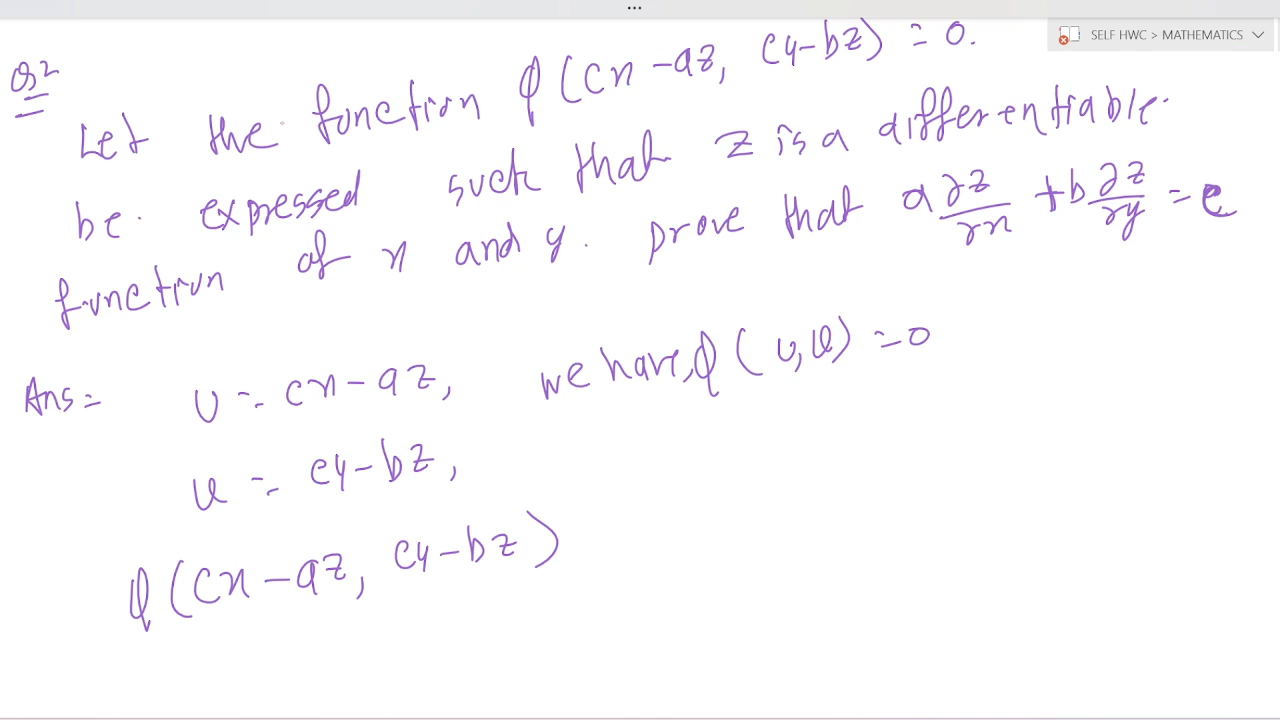 SELF HWC > MATHEMATICS
Q2
Let the function φ(cx-az, cy-bz) = 0.
be expressed such that z is a differentiable
function of x and y. prove that a ∂z/∂x + b ∂z/∂y = c
Ans = u = cx-az, we have, φ(u,v) = 0
v = cy-bz,
φ(cx-az, cy-bz)